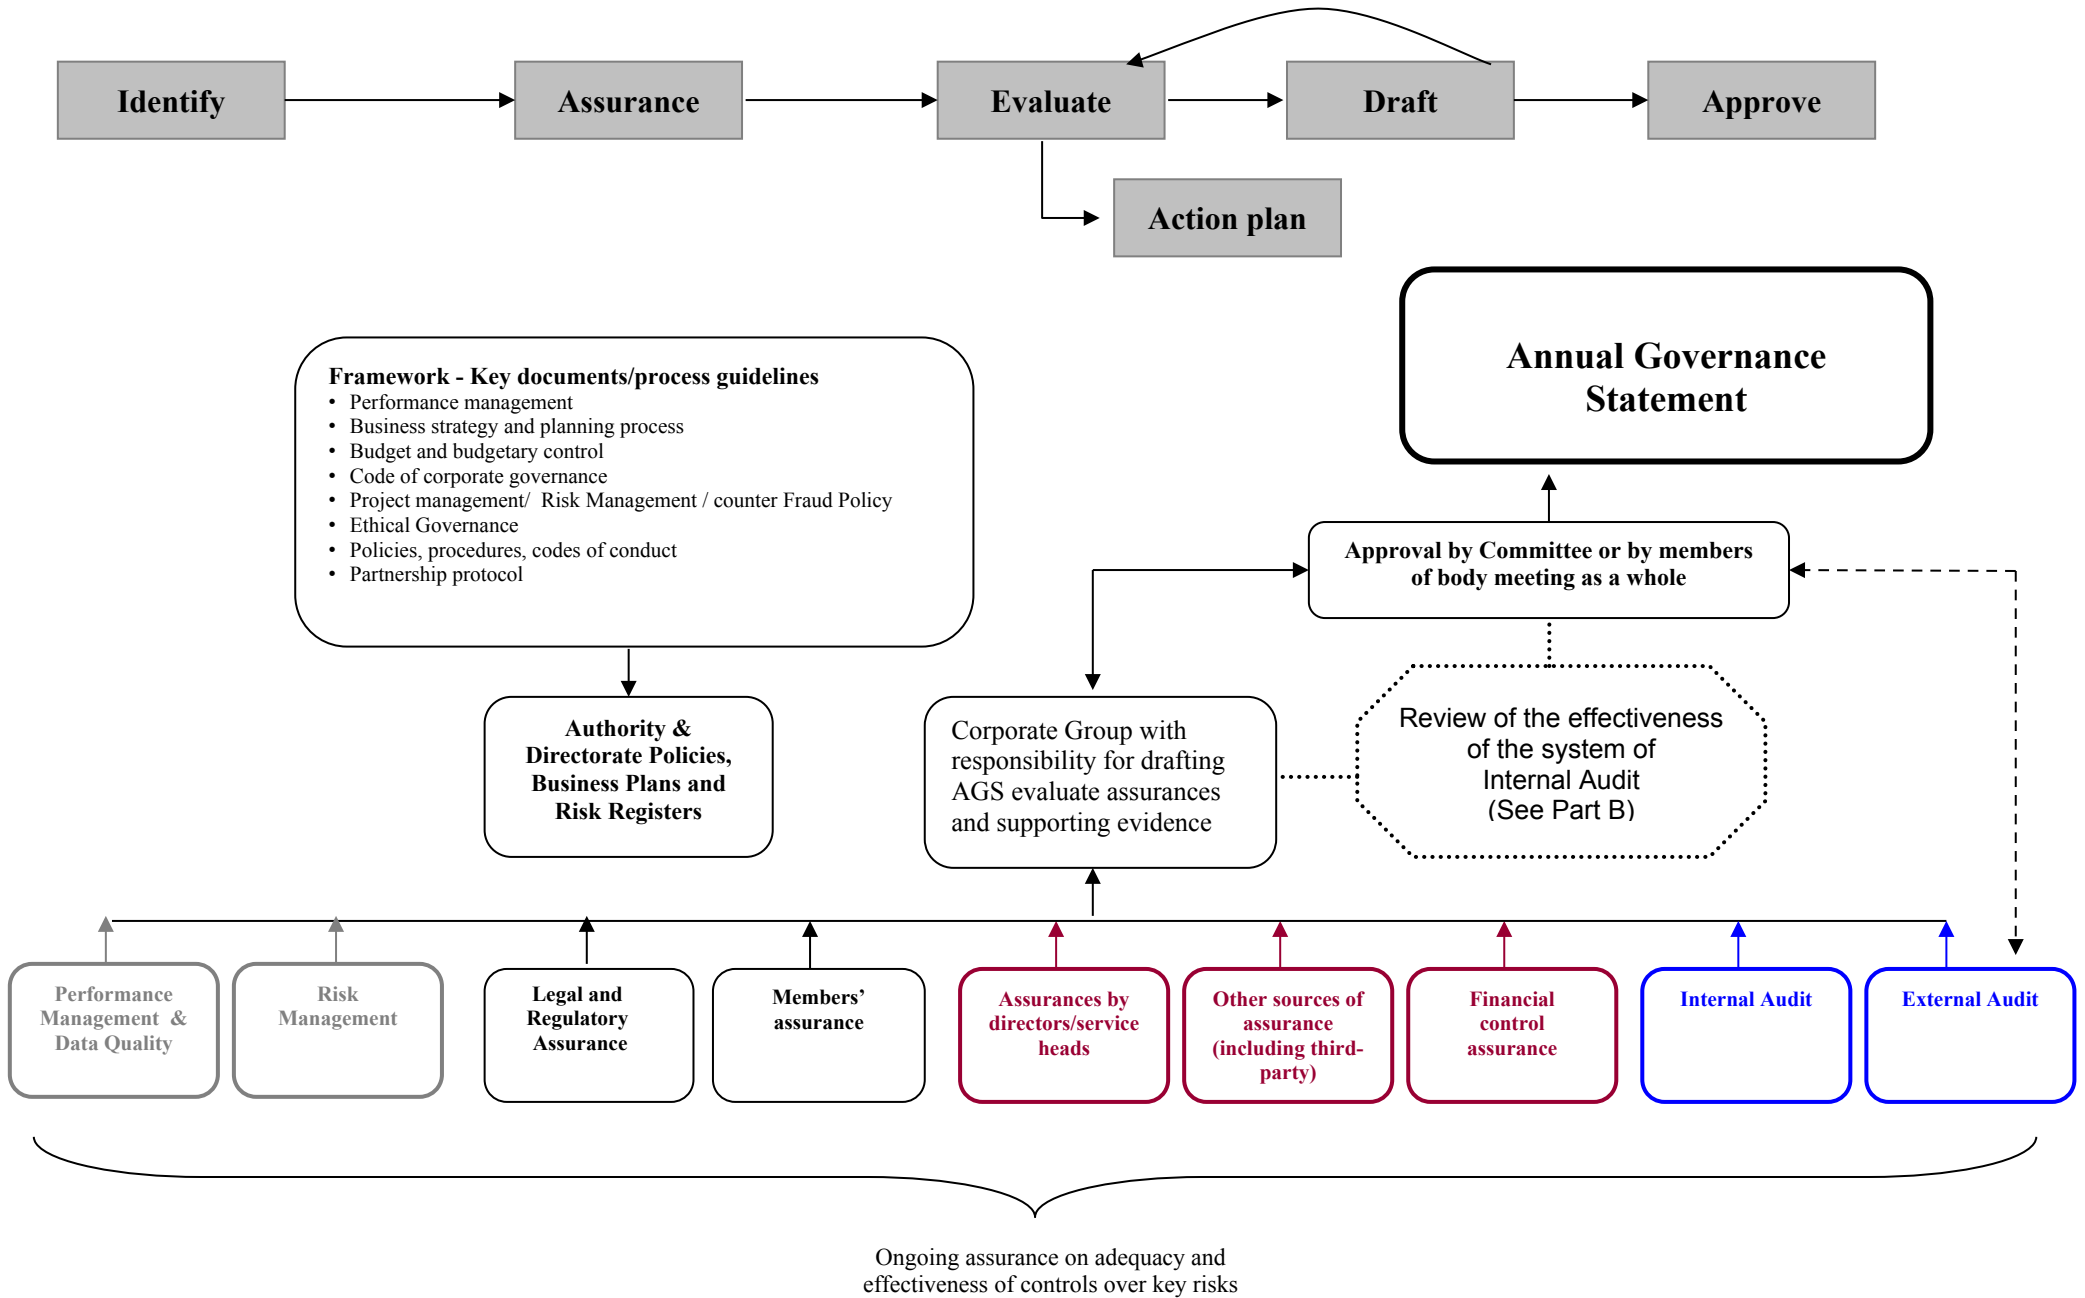 Identify
Assurance
Evaluate
Draft
Approve
Action plan
Annual Governance
Statement
Framework - Key documents/process guidelines
• Performance management
• Business strategy and planning process
• Budget and budgetary control
• Code of corporate governance
• Project management/  Risk Management / counter Fraud Policy
• Ethical Governance
• Policies, procedures, codes of conduct
• Partnership protocol
Approval by Committee or by members
of body meeting as a whole
Authority &
Directorate Policies,
Business Plans and
Risk Registers
Corporate Group with
responsibility for drafting
AGS evaluate assurances
and supporting evidence
Review of the effectiveness
of the system of
Internal Audit
(See Part B)
Performance
Management  &
Data Quality
Risk
Management
Legal and
Regulatory
Assurance
Members’
assurance
Assurances by
directors/service
heads
Other sources of
assurance
(including third-
party)
Financial
control
assurance
Internal Audit
External Audit
Ongoing assurance on adequacy and
effectiveness of controls over key risks